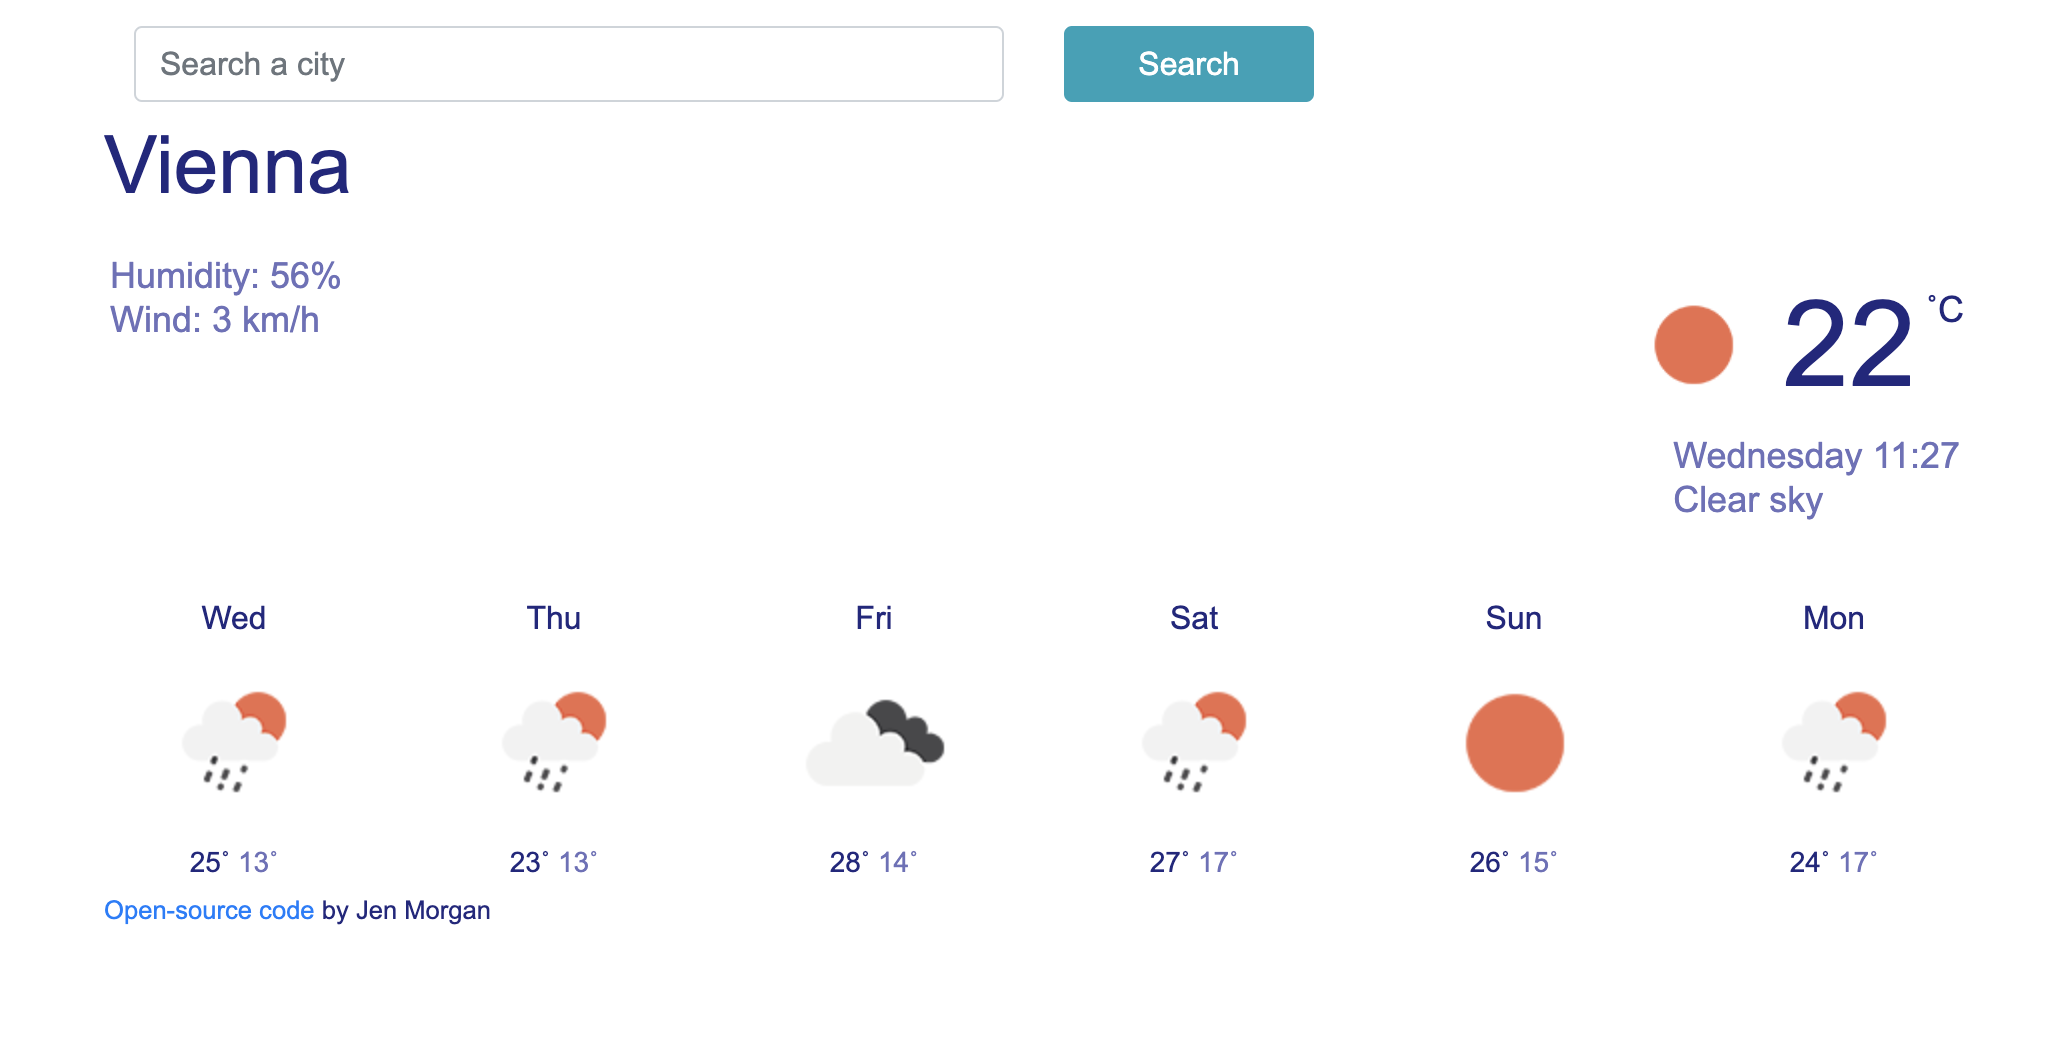 Search a city
Search
Vienna
Humidity: 56%
Wind: 3 km/h
22 °C
Wednesday 11:27
Clear sky
Wed Thu Fri Sat Sun Mon
25° 13° 23° 13° 28° 14° 27° 17° 26° 15° 24° 17°
Open-source code by Jen Morgan